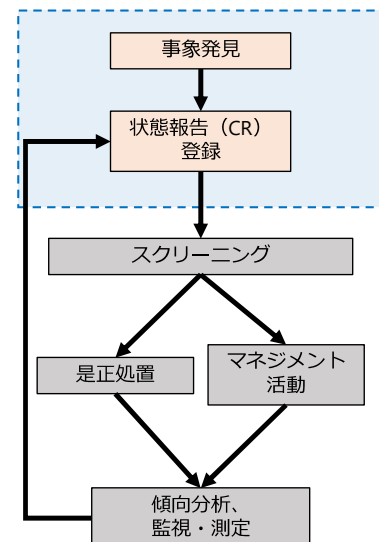 事象発見
状態報告（CR）
登録
スクリーニング
是正処置
マネジメント
活動
傾向分析、
監視・測定